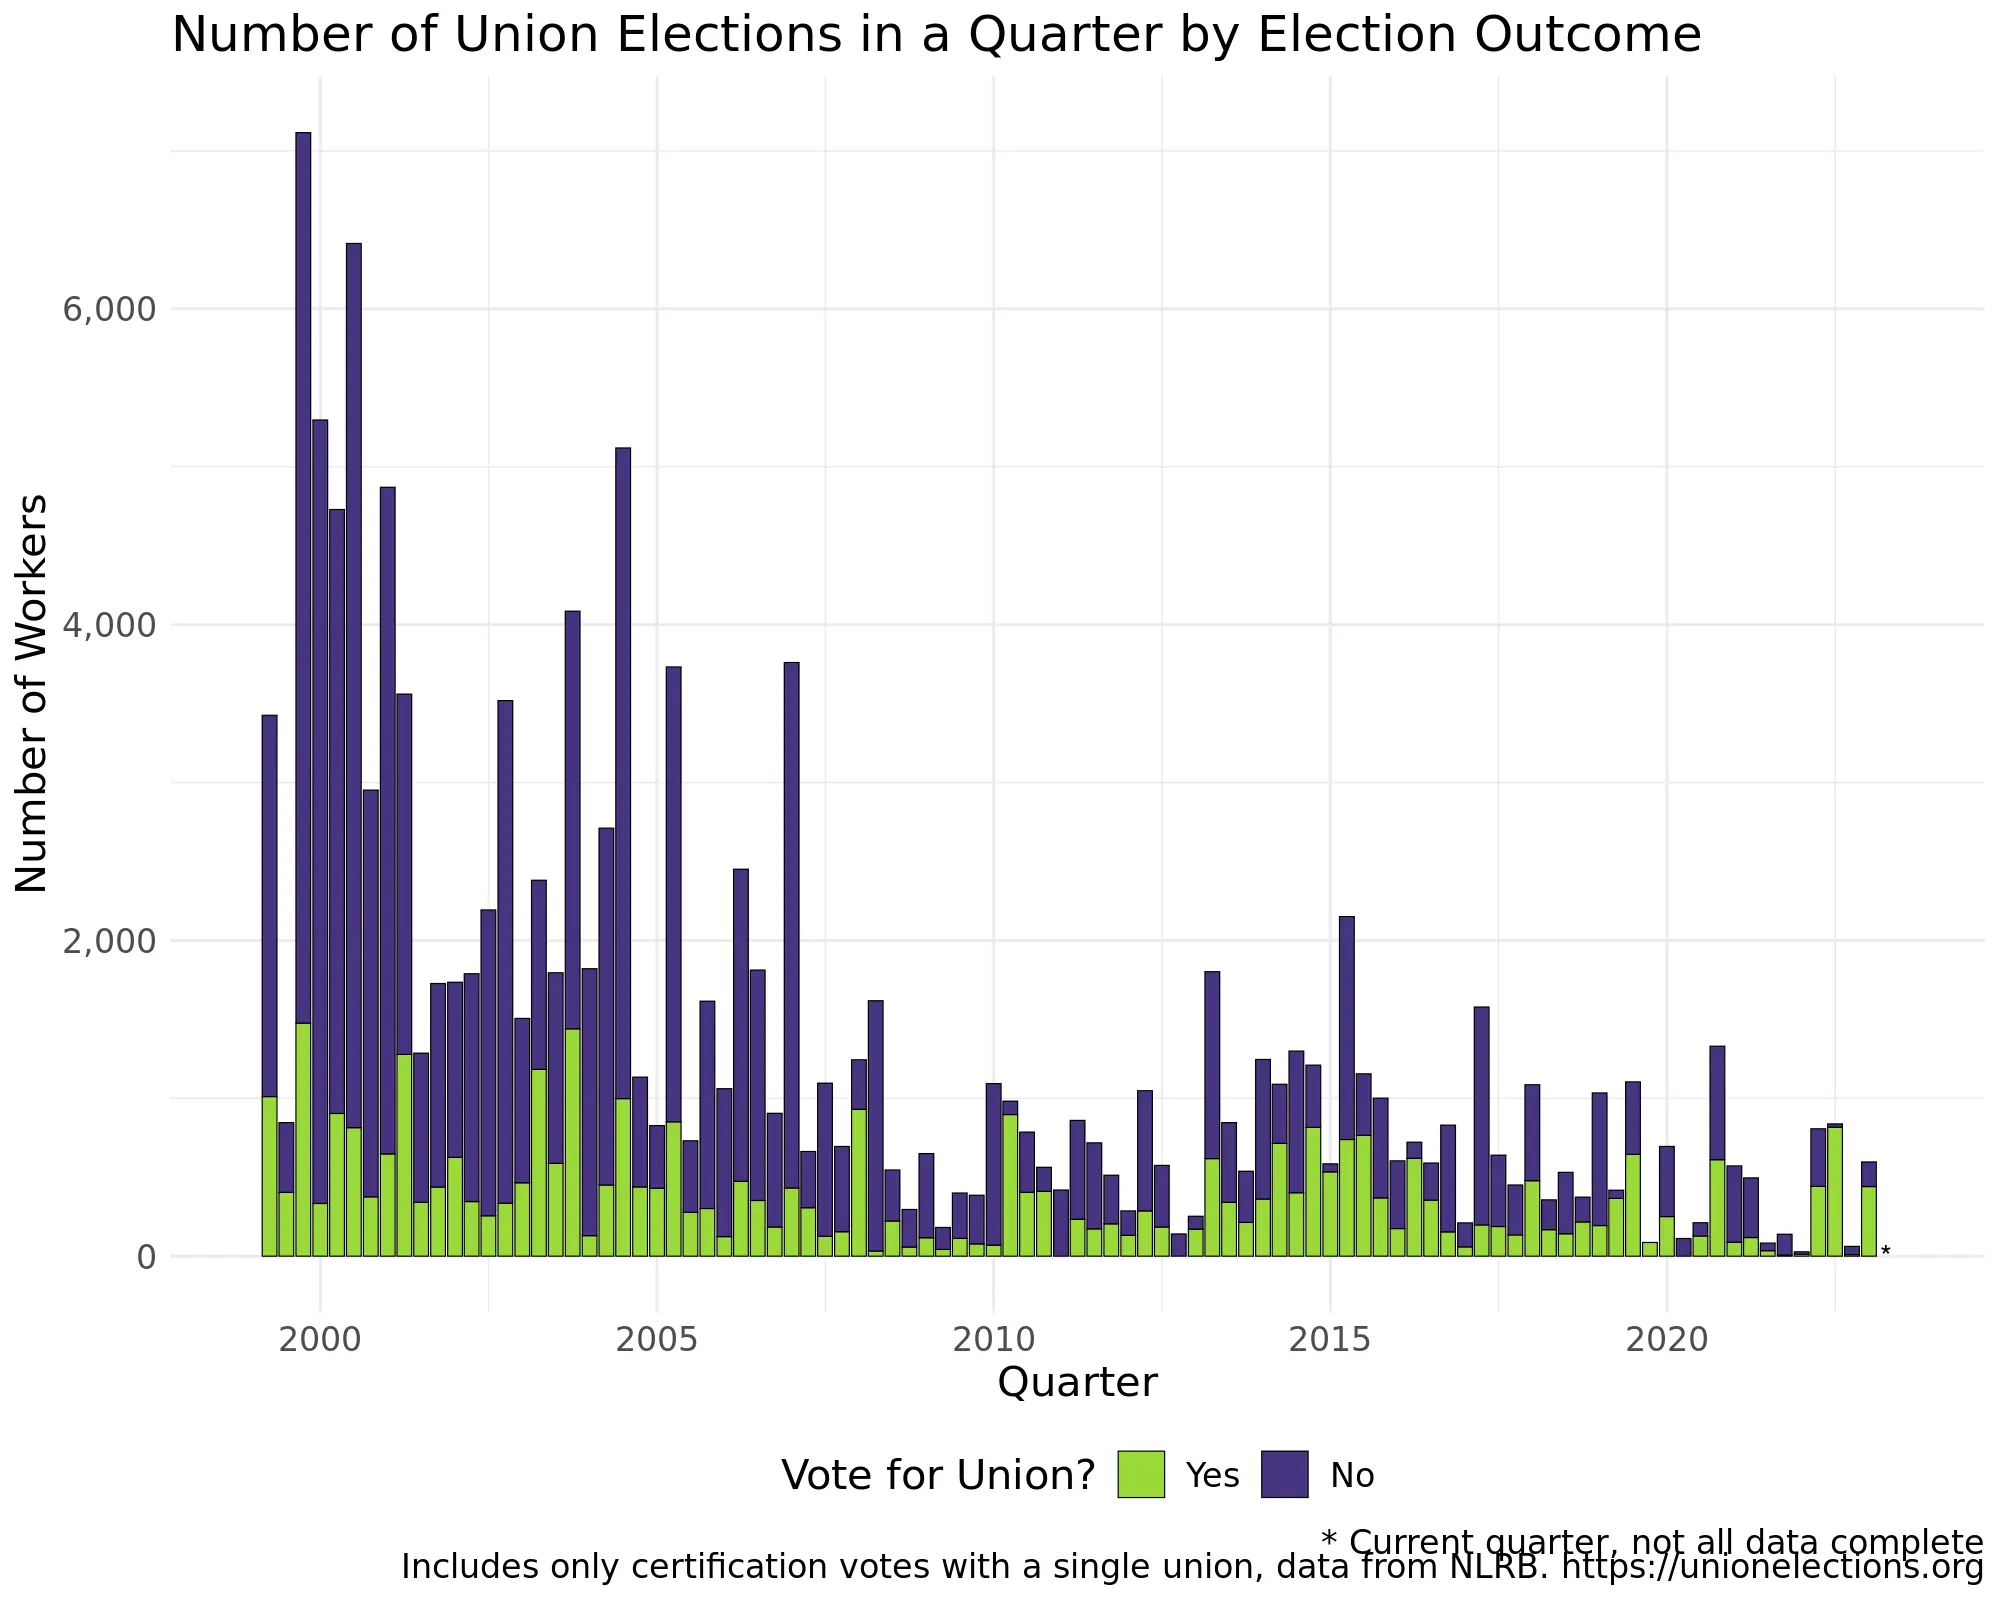 Number of Union Elections in a Quarter by Election Outcome
Number of Workers
6,000
4,000
2,000
0
*
2000 2005 2010 2015 2020
Quarter
Vote for Union? Yes No
* Current quarter, not all data complete
Includes only certification votes with a single union, data from NLRB. https://unionelections.org